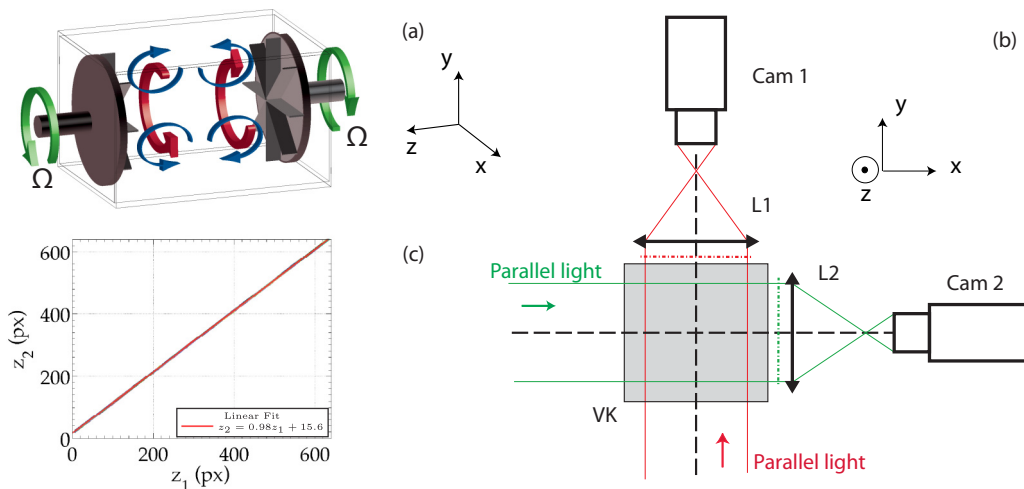 (a)
Ω
Ω
y
z
x
(b)
Cam 1
y
x
z
L1
(c)
Parallel light
L2
Cam 2
VK
Parallel light
600
400
200
0
z₂ (px)
Linear Fit
z₂ = 0.98z₁ + 15.6
0
200
400
600
z₁ (px)